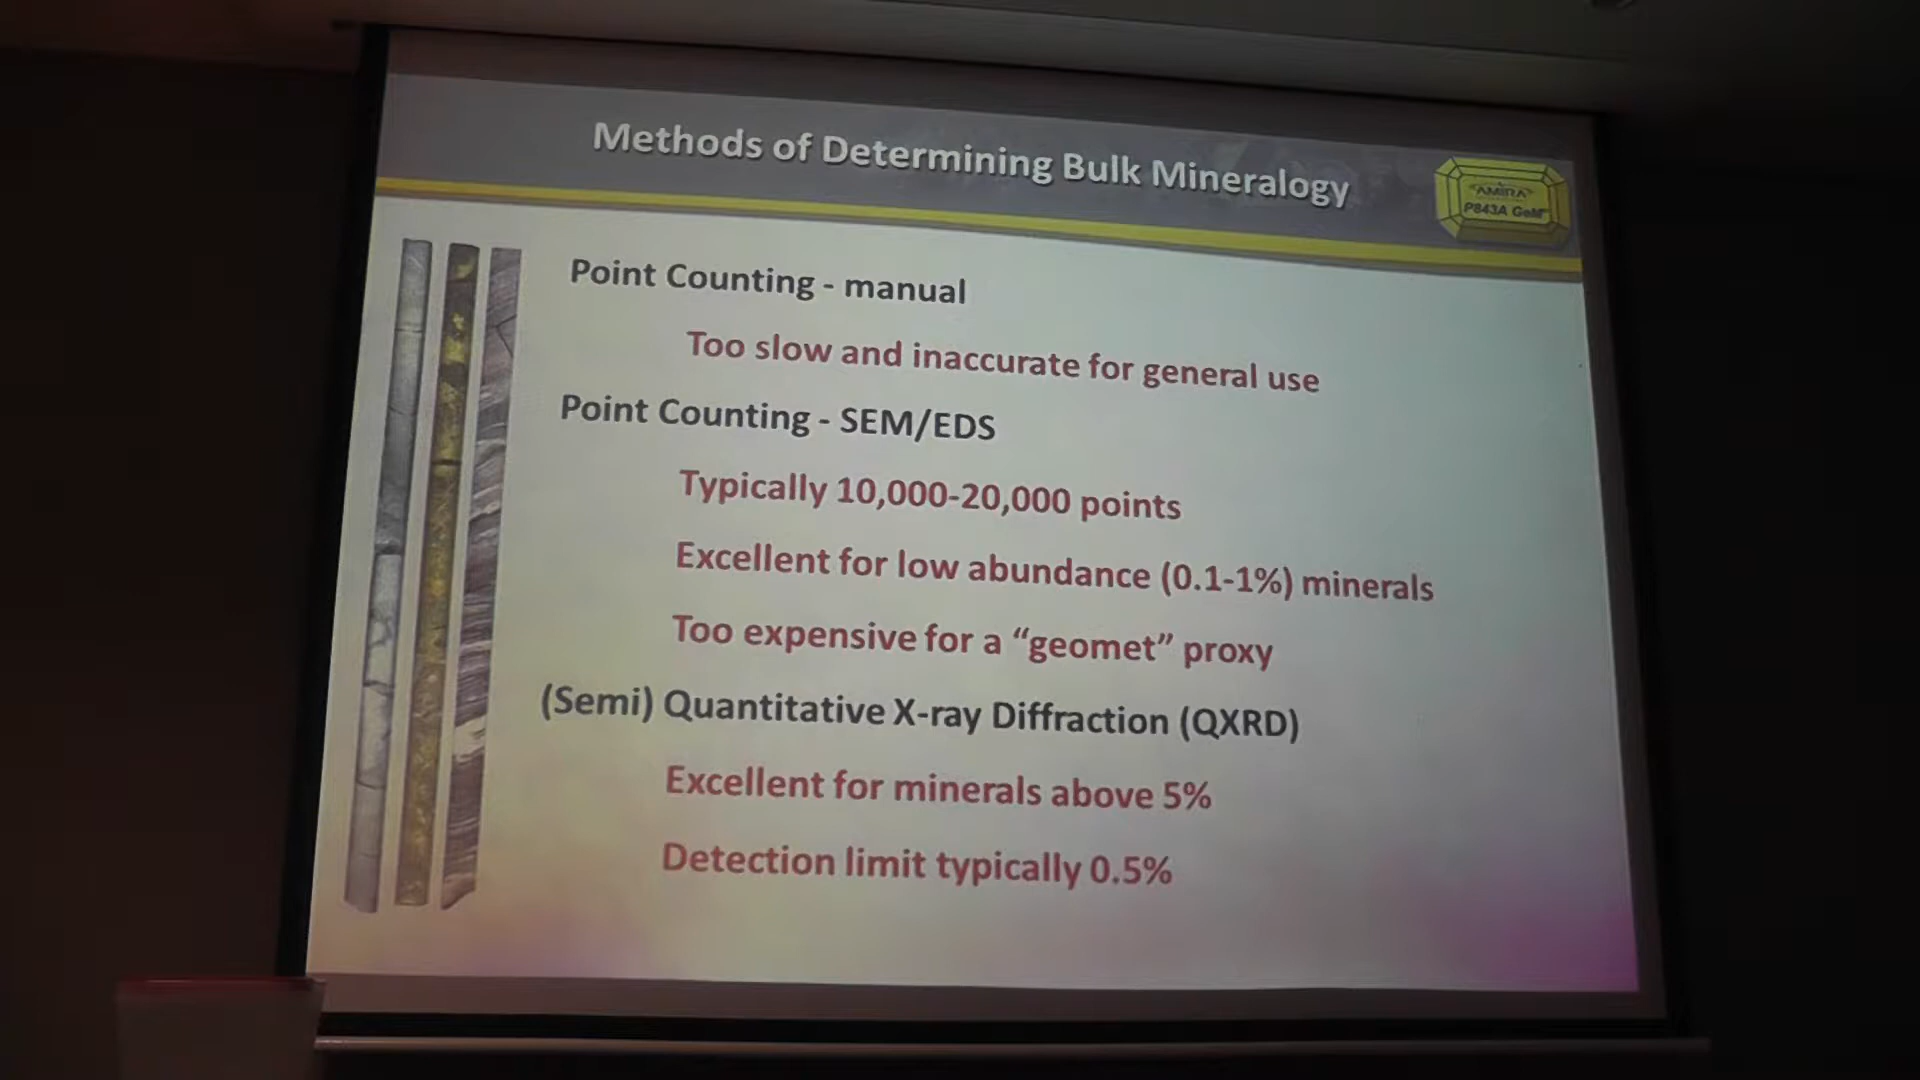 Methods of Determining Bulk Mineralogy
AMIRA
P843A GeM
Point Counting - manual
Too slow and inaccurate for general use
Point Counting - SEM/EDS
Typically 10,000-20,000 points
Excellent for low abundance (0.1-1%) minerals
Too expensive for a “geomet” proxy
(Semi) Quantitative X-ray Diffraction (QXRD)
Excellent for minerals above 5%
Detection limit typically 0.5%